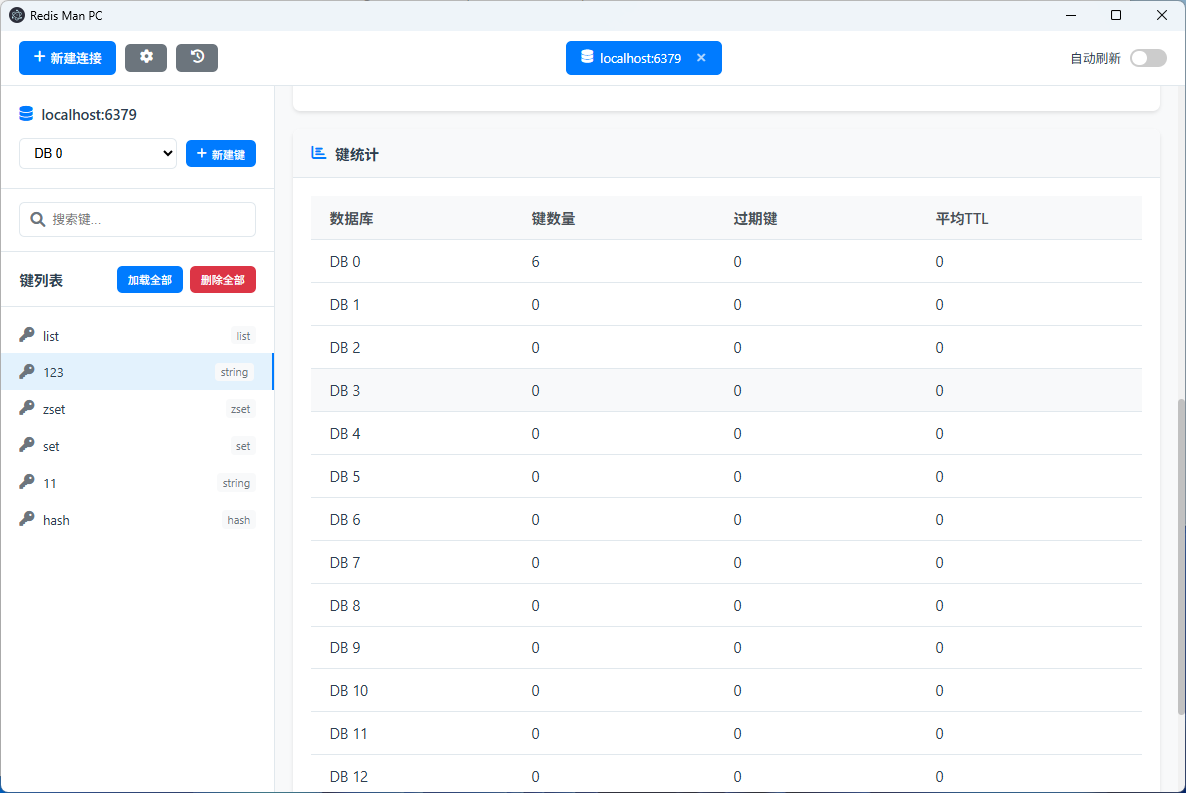 Redis Man PC
新建连接
localhost:6379
自动刷新
localhost:6379
DB 0
新建键
搜索键...
键列表
加载全部
删除全部
list list
123 string
zset zset
set set
11 string
hash hash
键统计
数据库 键数量 过期键 平均TTL
DB 0 6 0 0
DB 1 0 0 0
DB 2 0 0 0
DB 3 0 0 0
DB 4 0 0 0
DB 5 0 0 0
DB 6 0 0 0
DB 7 0 0 0
DB 8 0 0 0
DB 9 0 0 0
DB 10 0 0 0
DB 11 0 0 0
DB 12 0 0 0